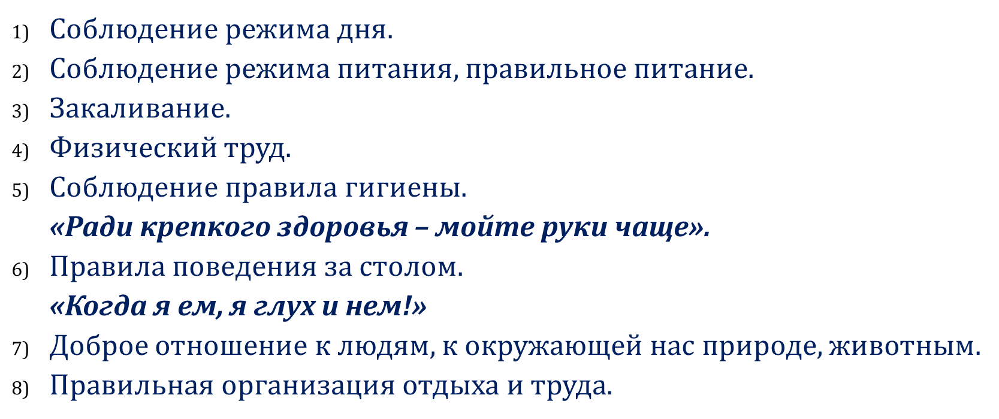 1) Соблюдение режима дня.
2) Соблюдение режима питания, правильное питание.
3) Закаливание.
4) Физический труд.
5) Соблюдение правила гигиены.
«Ради крепкого здоровья – мойте руки чаще».
6) Правила поведения за столом.
«Когда я ем, я глух и нем!»
7) Доброе отношение к людям, к окружающей нас природе, животным.
8) Правильная организация отдыха и труда.